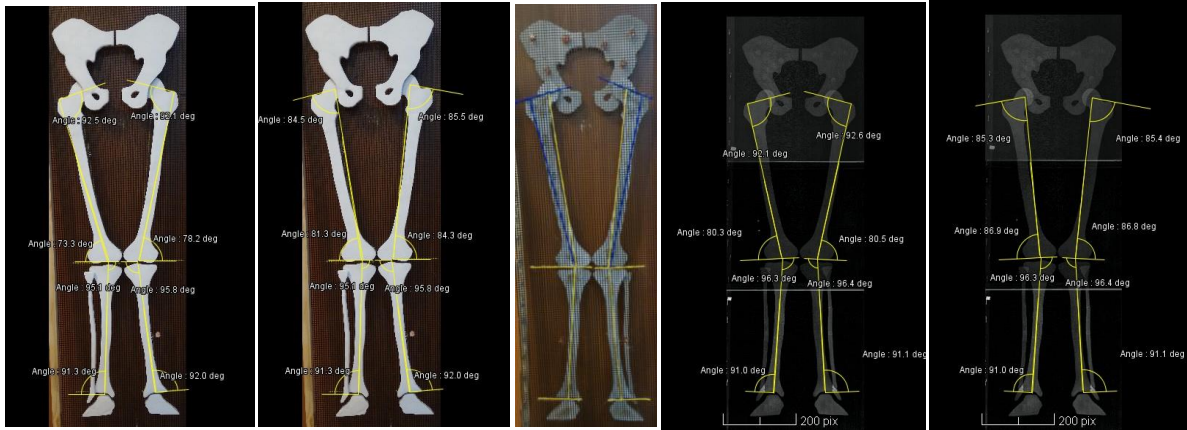 Angle : 92.5 deg
Angle : 92.1 deg
Angle : 73.3 deg
Angle : 78.2 deg
Angle : 95.1 deg
Angle : 95.8 deg
Angle : 91.3 deg
Angle : 92.0 deg
Angle : 84.5 deg
Angle : 85.5 deg
Angle : 81.3 deg
Angle : 84.3 deg
Angle : 95.1 deg
Angle : 95.8 deg
Angle : 91.3 deg
Angle : 92.0 deg
Angle : 92.1 deg
Angle : 92.6 deg
Angle : 80.3 deg
Angle : 80.5 deg
Angle : 96.3 deg
Angle : 96.4 deg
Angle : 91.0 deg
Angle : 91.1 deg
200 pix
Angle : 85.3 deg
Angle : 85.4 deg
Angle : 86.9 deg
Angle : 86.8 deg
Angle : 96.3 deg
Angle : 96.4 deg
Angle : 91.0 deg
Angle : 91.1 deg
200 pix